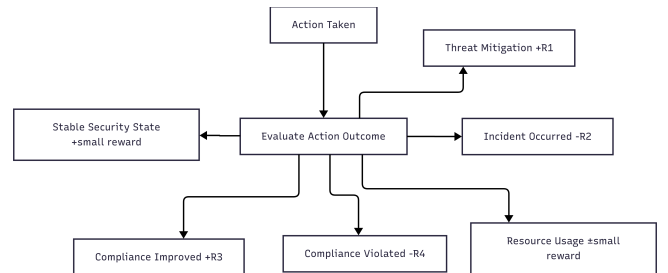 Action Taken
Threat Mitigation +R1
Stable Security State
+small reward
Evaluate Action Outcome
Incident Occurred -R2
Compliance Improved +R3
Compliance Violated -R4
Resource Usage ±small
reward